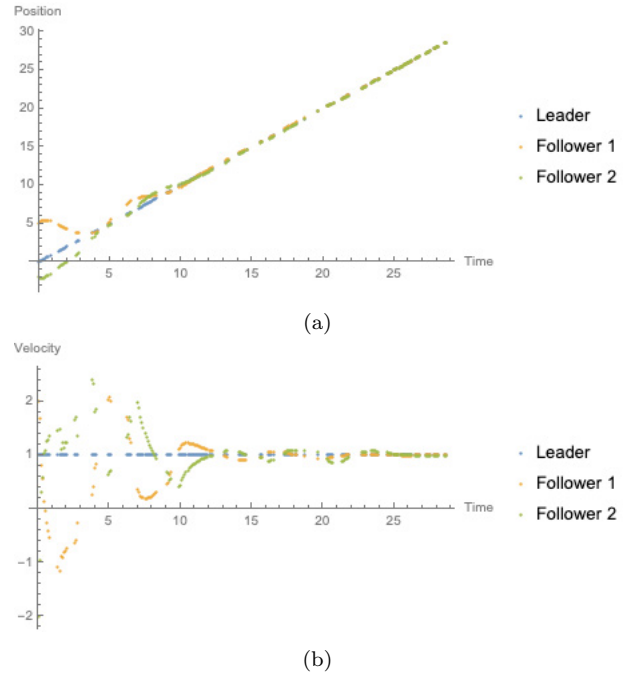 Position
30
25
20
15
10
5
5 10 15 20 25
Time
Leader
Follower 1
Follower 2
(a)
Velocity
2
1
-1
-2
5 10 15 20 25
Time
Leader
Follower 1
Follower 2
(b)